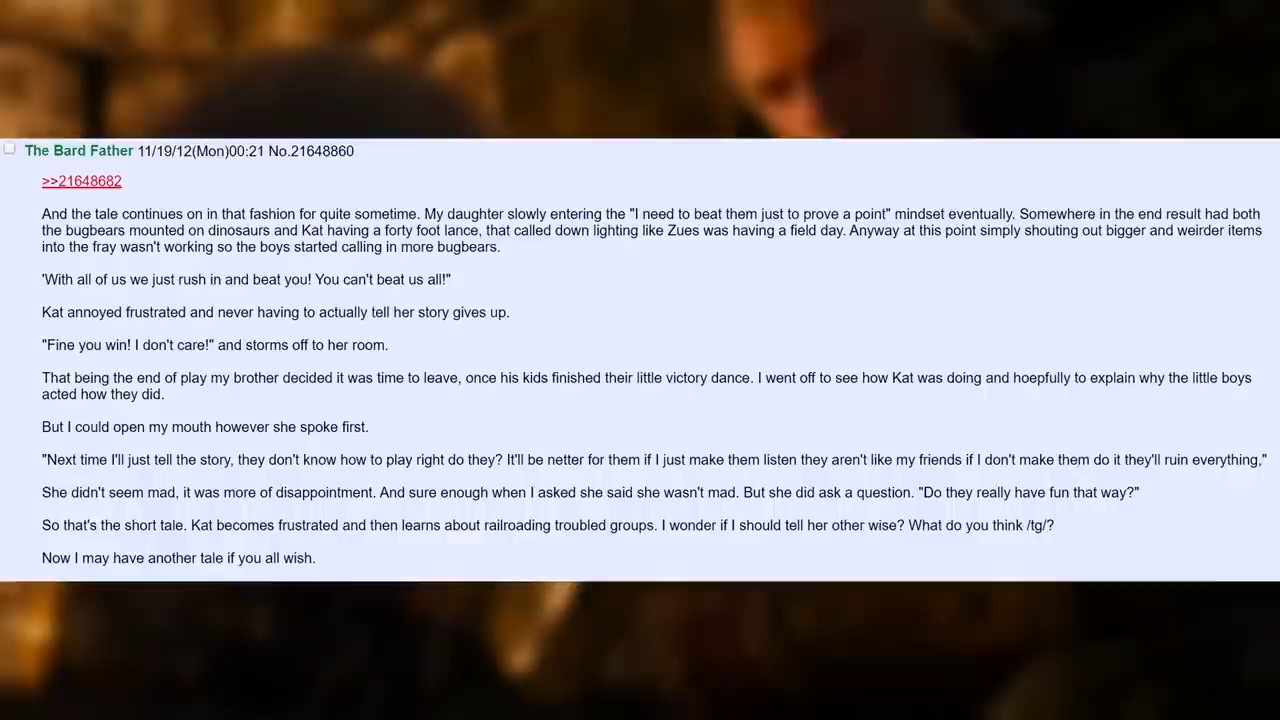 The Bard Father 11/19/12(Mon)00:21 No.21648860
>>21648682
And the tale continues on in that fashion for quite sometime. My daughter slowly entering the "I need to beat them just to prove a point" mindset eventually. Somewhere in the end result had both
the bugbears mounted on dinosaurs and Kat having a forty foot lance, that called down lighting like Zues was having a field day. Anyway at this point simply shouting out bigger and weirder items
into the fray wasn't working so the boys started calling in more bugbears.
'With all of us we just rush in and beat you! You can't beat us all!"
Kat annoyed frustrated and never having to actually tell her story gives up.
"Fine you win! I don't care!" and storms off to her room.
That being the end of play my brother decided it was time to leave, once his kids finished their little victory dance. I went off to see how Kat was doing and hoepfully to explain why the little boys
acted how they did.
But I could open my mouth however she spoke first.
"Next time I'll just tell the story, they don't know how to play right do they? It'll be netter for them if I just make them listen they aren't like my friends if I don't make them do it they'll ruin everything,"
She didn't seem mad, it was more of disappointment. And sure enough when I asked she said she wasn't mad. But she did ask a question. "Do they really have fun that way?"
So that's the short tale. Kat becomes frustrated and then learns about railroading troubled groups. I wonder if I should tell her other wise? What do you think /tg/?
Now I may have another tale if you all wish.